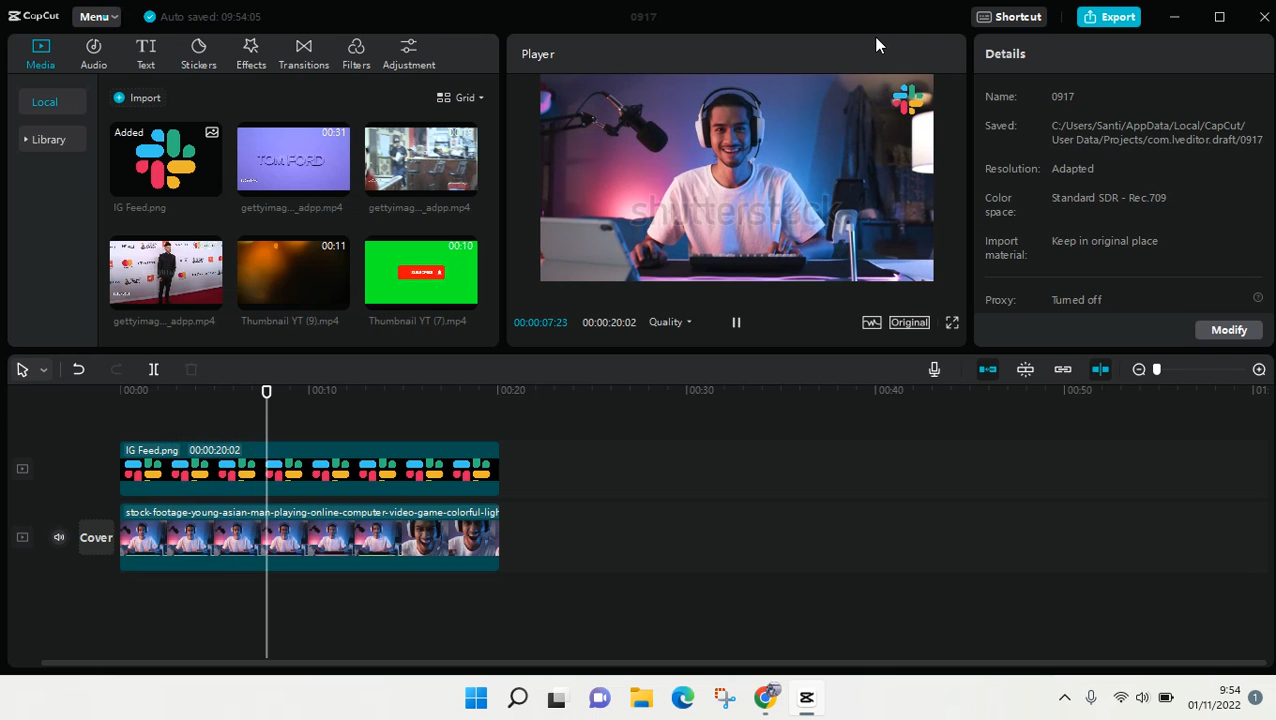 CapCut Menu Auto saved: 09:54:05 0917 Shortcut Export
Media Audio Text Stickers Effects Transitions Filters Adjustment
Local
Library
Import Grid
Added
IG Feed.png
00:31
TOM FORD
gettyimag..._adpp.mp4
gettyimag..._adpp.mp4
gettyimag..._adpp.mp4
00:11
Thumbnail YT (9).mp4
00:10
SUBSCRIBE
Thumbnail YT (7).mp4
Player
shutterstock
00:00:07:23 00:00:20:02 Quality Original
Details
Name: 0917
Saved: C:/Users/Santi/AppData/Local/CapCut/
User Data/Projects/com.lveditor.draft/0917
Resolution: Adapted
Color Standard SDR - Rec.709
space:
Import Keep in original place
material:
Proxy: Turned off
Modify
00:00 00:10 00:20 00:30 00:40 00:50
IG Feed.png 00:00:20:02
stock-footage-young-asian-man-playing-online-computer-video-game-colorful-ligh
Cover
9:54
01/11/2022
1